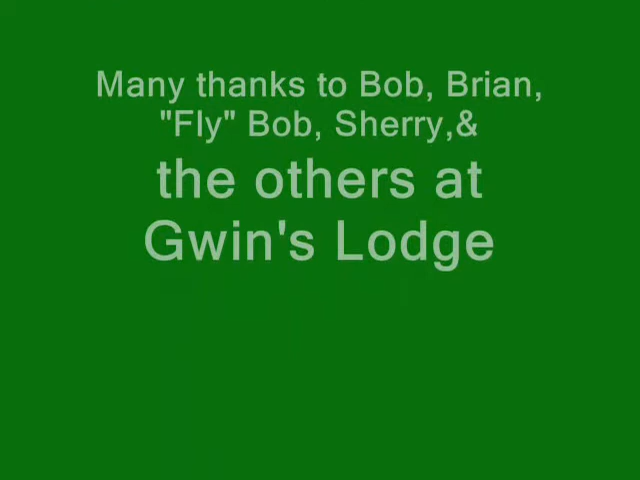 Many thanks to Bob, Brian,
"Fly" Bob, Sherry,&
the others at
Gwin's Lodge